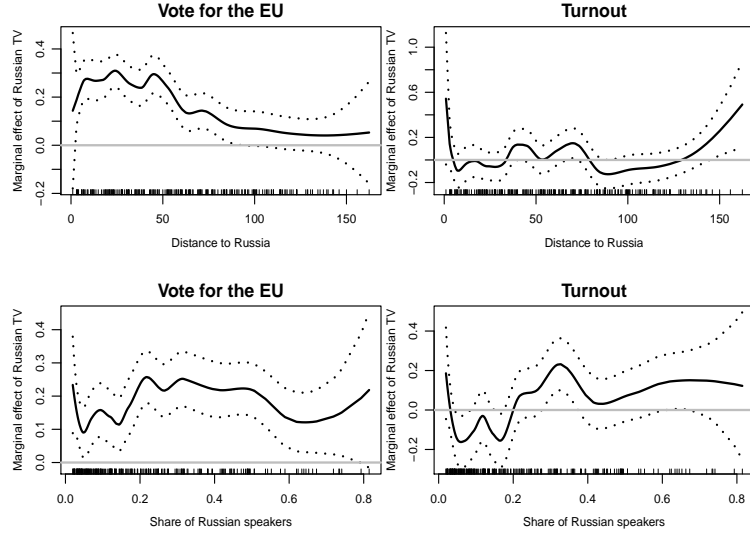 Vote for the EU
Marginal effect of Russian TV
0.4
0.2
0.0
−0.2
0 50 100 150
Distance to Russia
Turnout
Marginal effect of Russian TV
1.0
0.6
0.2
−0.2
0 50 100 150
Distance to Russia
Vote for the EU
Marginal effect of Russian TV
0.4
0.3
0.2
0.1
0.0
0.0 0.2 0.4 0.6 0.8
Share of Russian speakers
Turnout
Marginal effect of Russian TV
0.4
0.2
0.0
−0.2
0.0 0.2 0.4 0.6 0.8
Share of Russian speakers